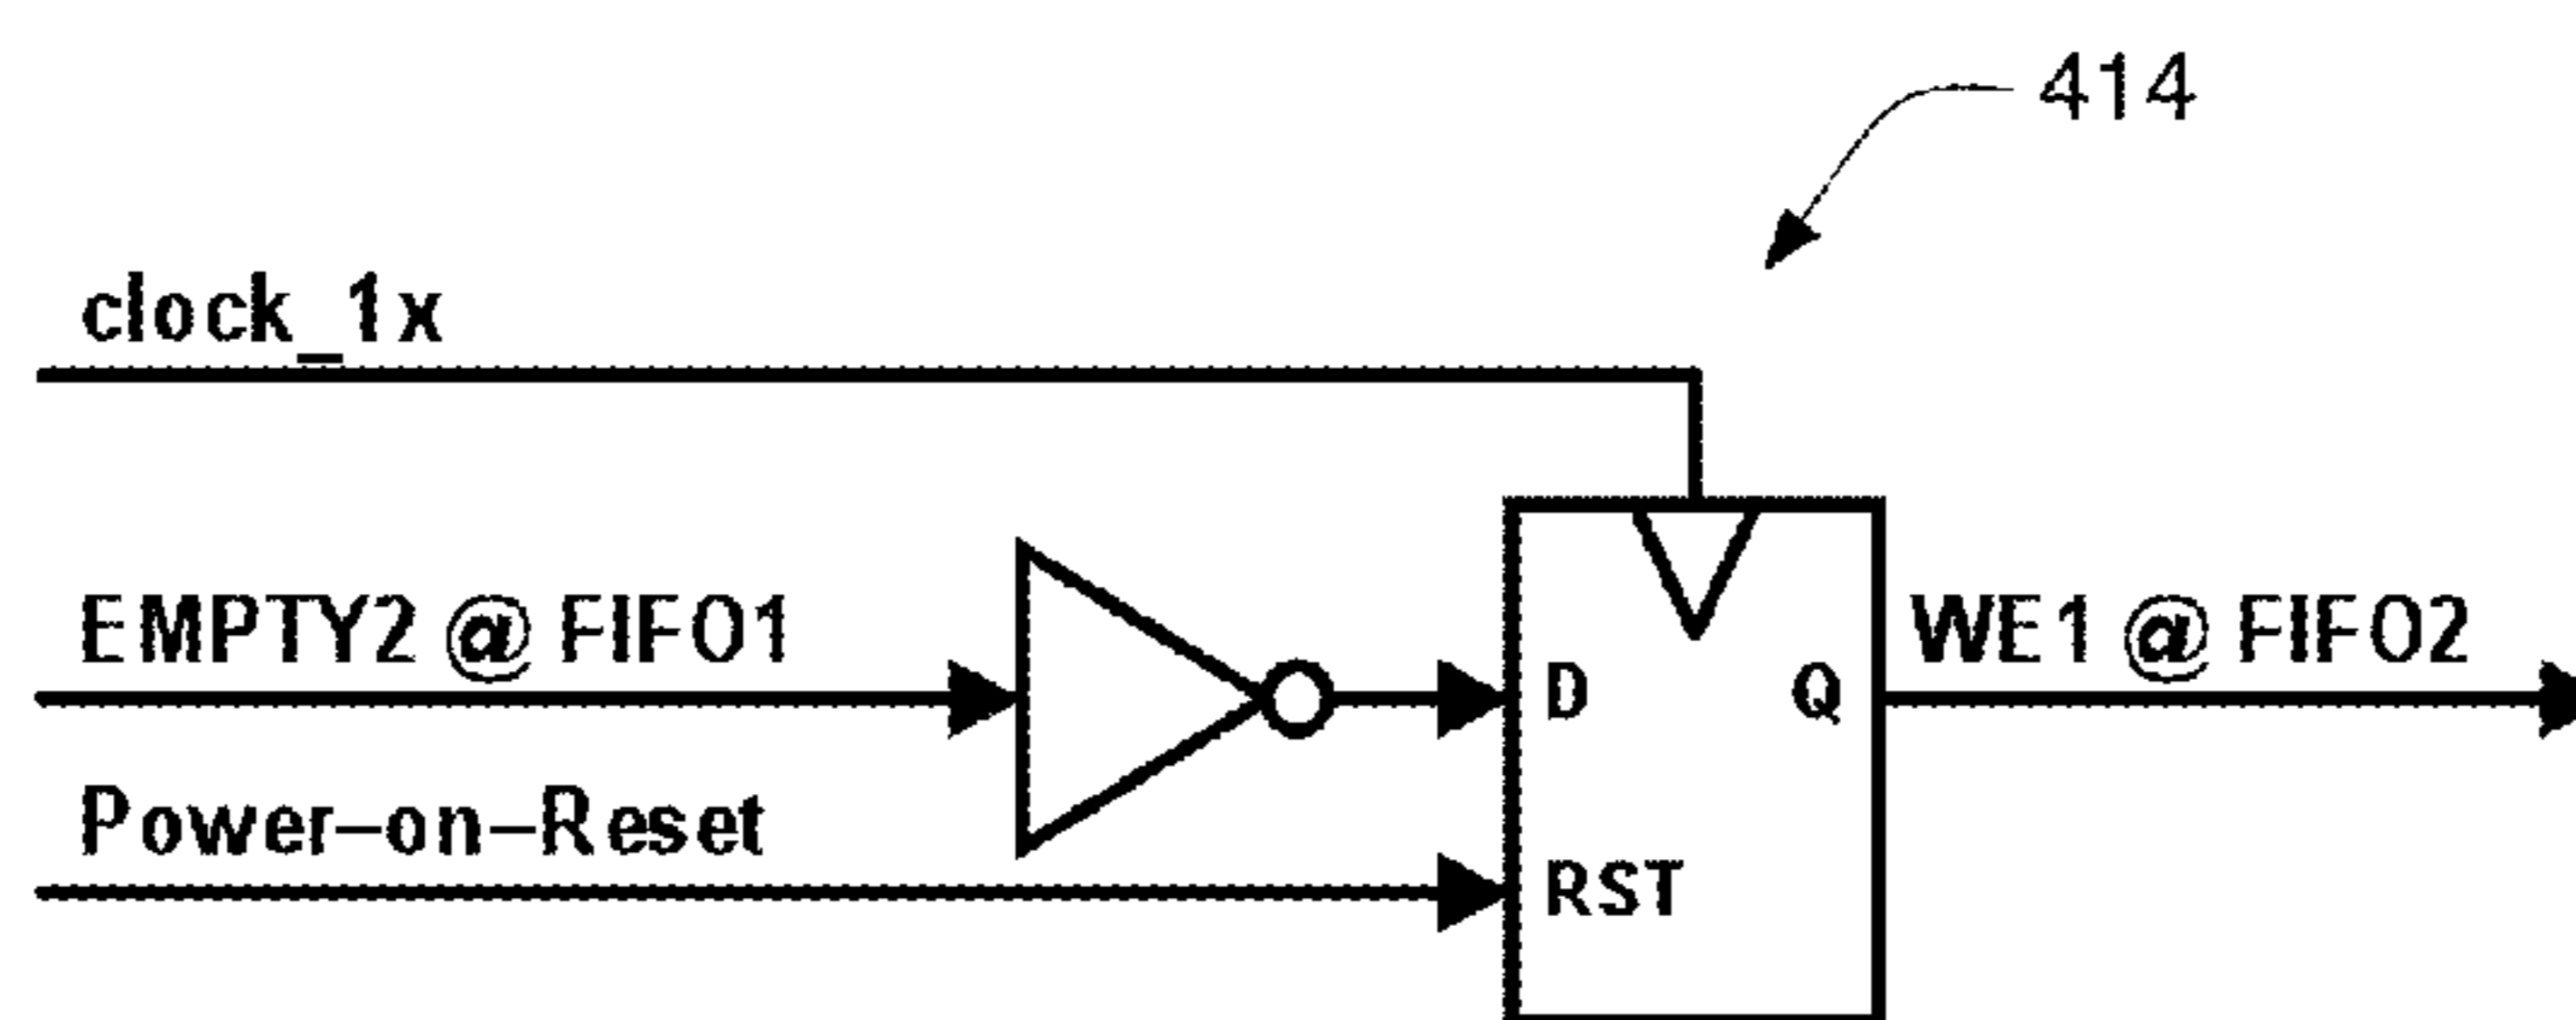 414
clock_1x
EMPTY2 @ FIFO1
WE1 @ FIFO2
D
Q
Power-on-Reset
RST